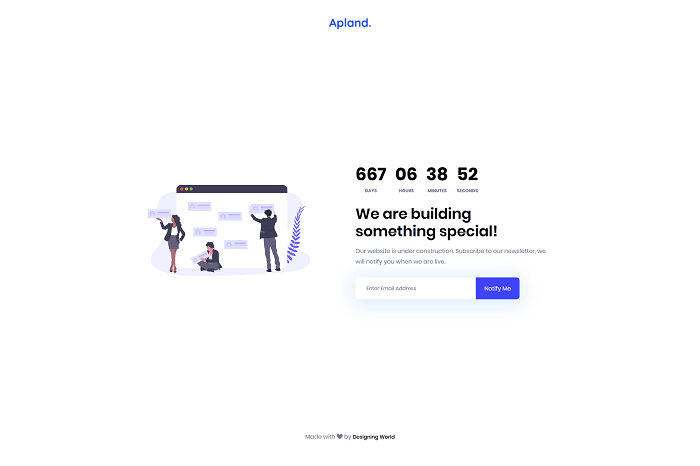 Apland.
667 06 38 52
DAYS HOURS MINUTES SECONDS
We are building
something special!
Our website is under construction. Subscribe to our newsletter, we
will notify you when we are live.
Enter Email Address Notify Me
Made with ❤ by Designing World